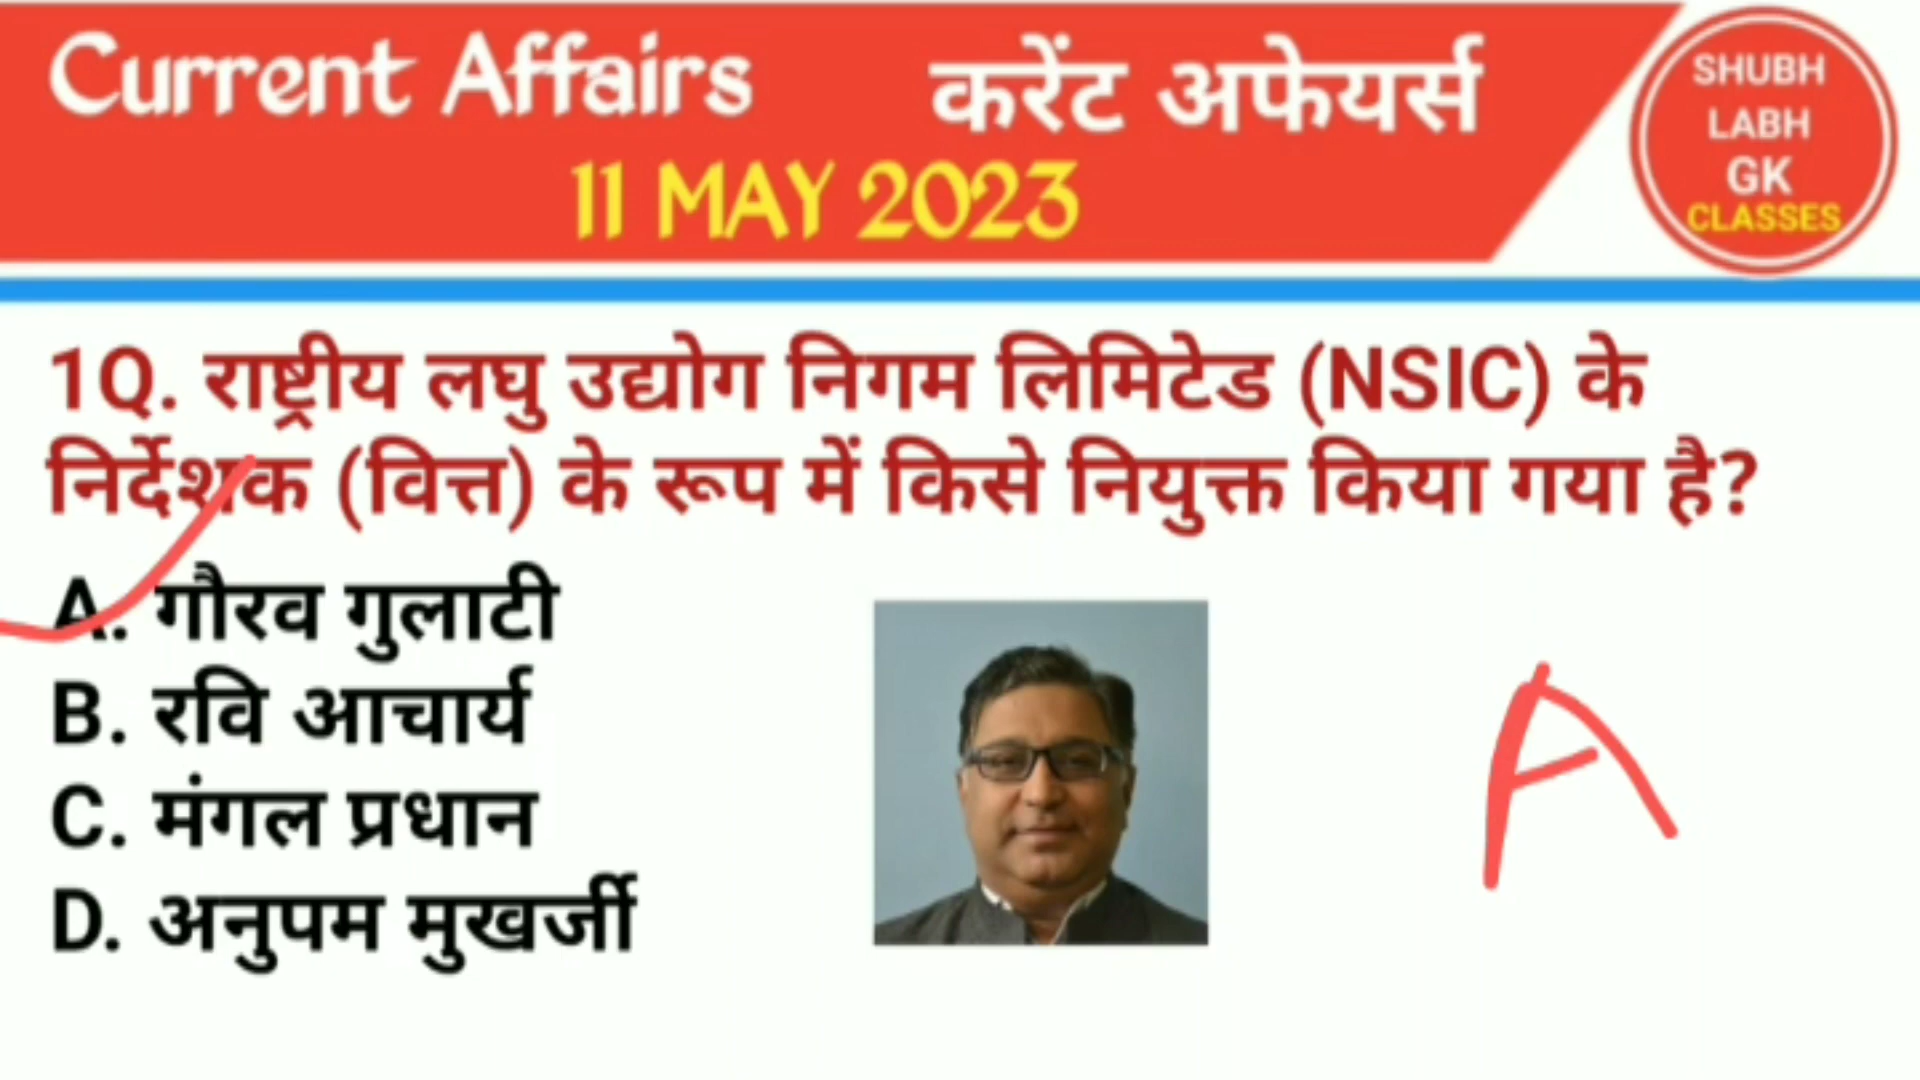 Current Affairs करेंट अफेयर्स
11 MAY 2023
SHUBH
LABH
GK
CLASSES
1Q. राष्ट्रीय लघु उद्योग निगम लिमिटेड (NSIC) के
निर्देशक (वित्त) के रूप में किसे नियुक्त किया गया है?
A. गौरव गुलाटी
B. रवि आचार्य
C. मंगल प्रधान
D. अनुपम मुखर्जी
A